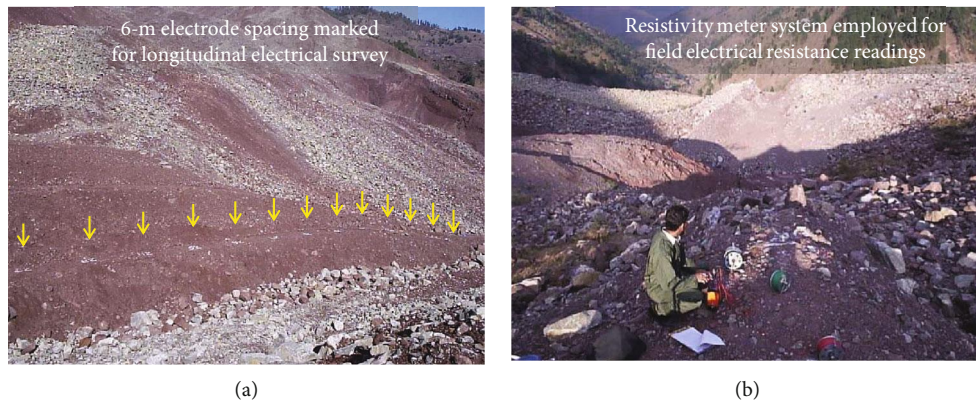 6-m electrode spacing marked
for longitudinal electrical survey
Resistivity meter system employed for
field electrical resistance readings
(a)
(b)